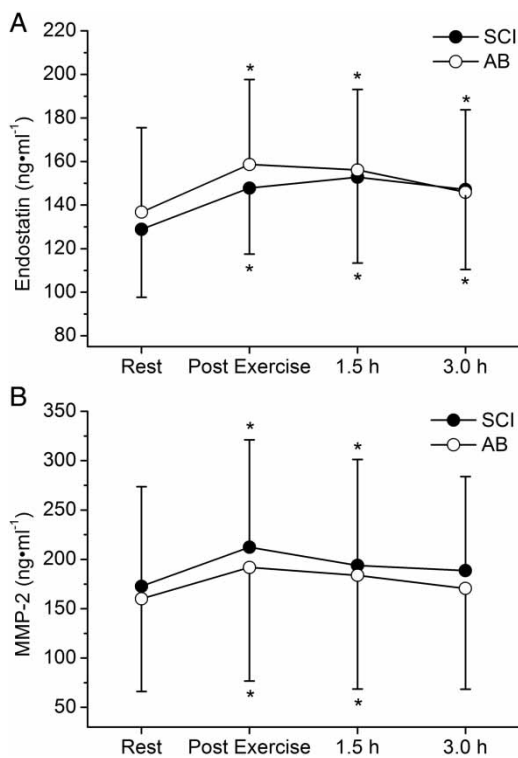 A
SCI
AB
220
200
180
160
140
120
100
80
Endostatin (ng•ml⁻¹)
* * *
* * *
Rest Post Exercise 1.5 h 3.0 h
B
SCI
AB
350
300
250
200
150
100
50
MMP-2 (ng•ml⁻¹)
* *
* *
Rest Post Exercise 1.5 h 3.0 h